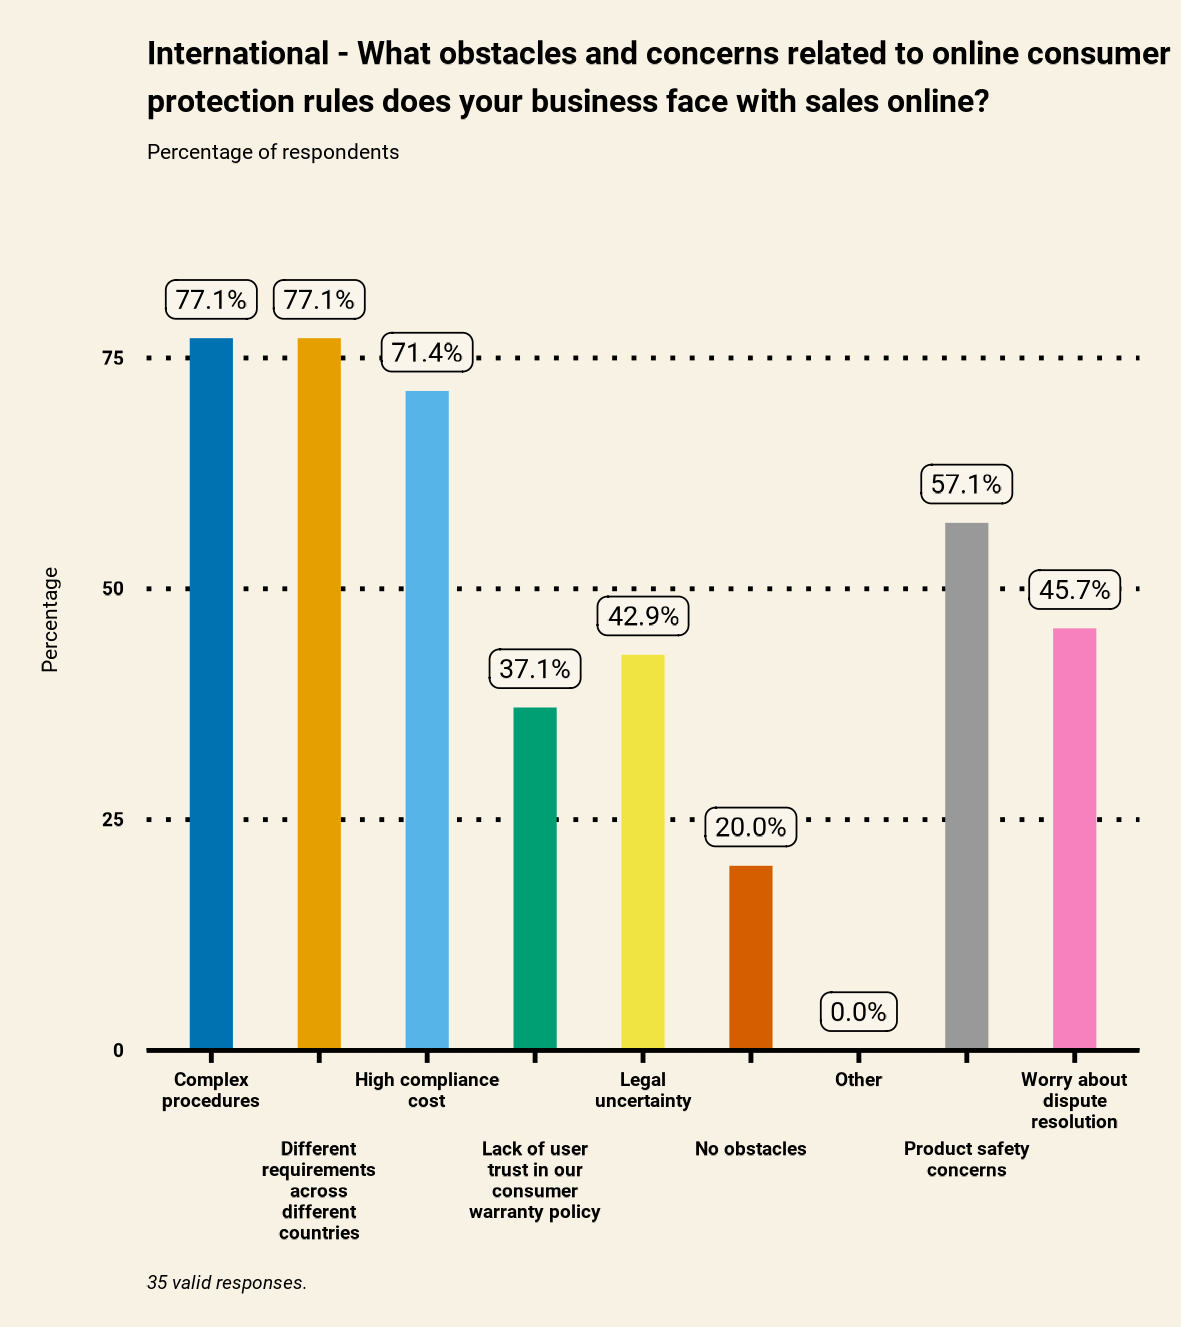 International - What obstacles and concerns related to online consumer
protection rules does your business face with sales online?
Percentage of respondents
77.1%
77.1%
71.4%
37.1%
42.9%
20.0%
0.0%
57.1%
45.7%
75
50
25
0
Percentage
Complex
procedures
Different
requirements
across
different
countries
High compliance
cost
Lack of user
trust in our
consumer
warranty policy
Legal
uncertainty
No obstacles
Other
Product safety
concerns
Worry about
dispute
resolution
35 valid responses.